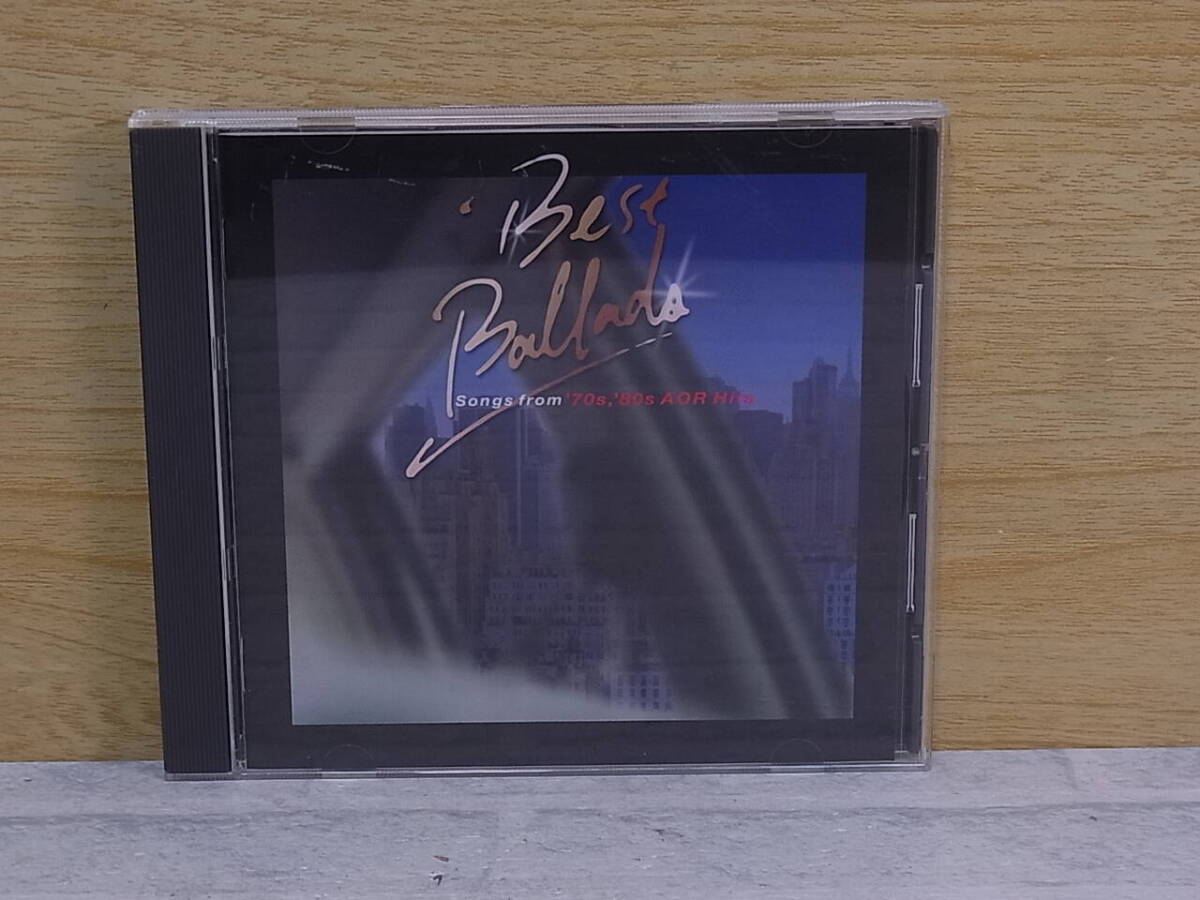 Best
Ballads
Songs from '70s,'80s AOR Hits